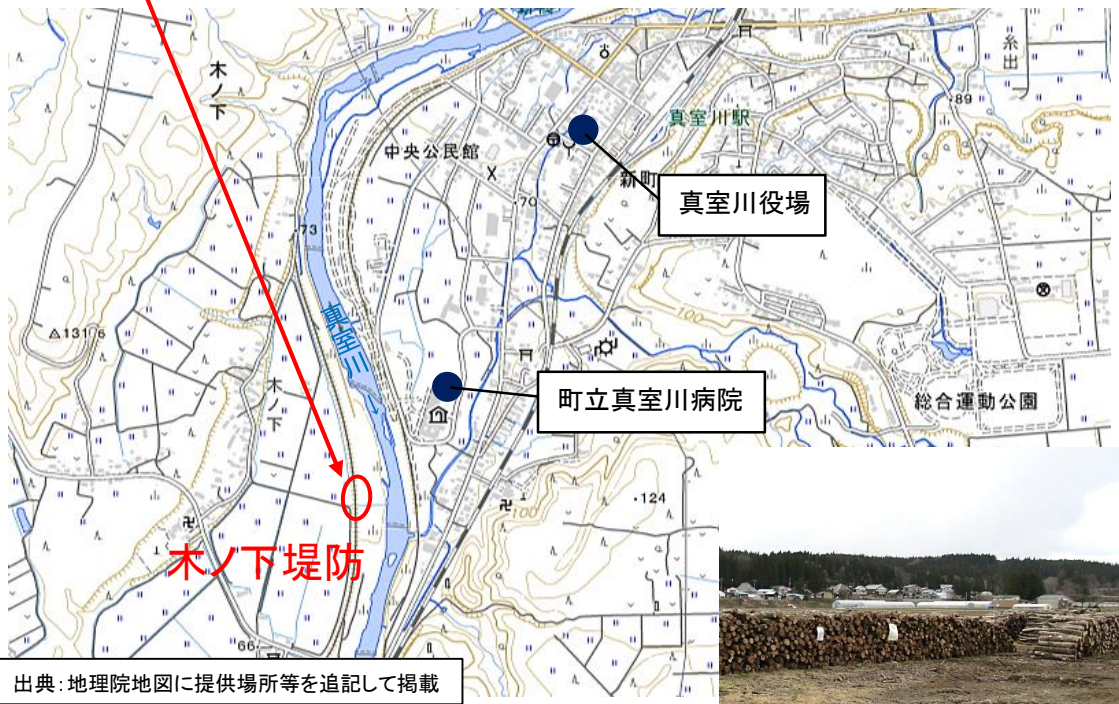 木ノ下
糸出
・89
真室川駅
中央公民館
新町
・70
真室川役場
・73
真室川
100
△131.6
木ノ下
町立真室川病院
総合運動公園
・124
100
木ノ下堤防
66
出典：地理院地図に提供場所等を追記して掲載